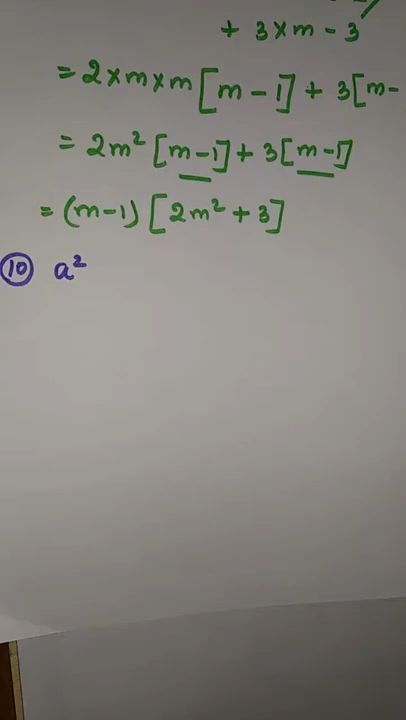 + 3×m - 3
= 2×m×m[m-1] + 3[m-
= 2m² [m-1] + 3[m-1]
= (m-1) [2m² + 3]
⑩ a²